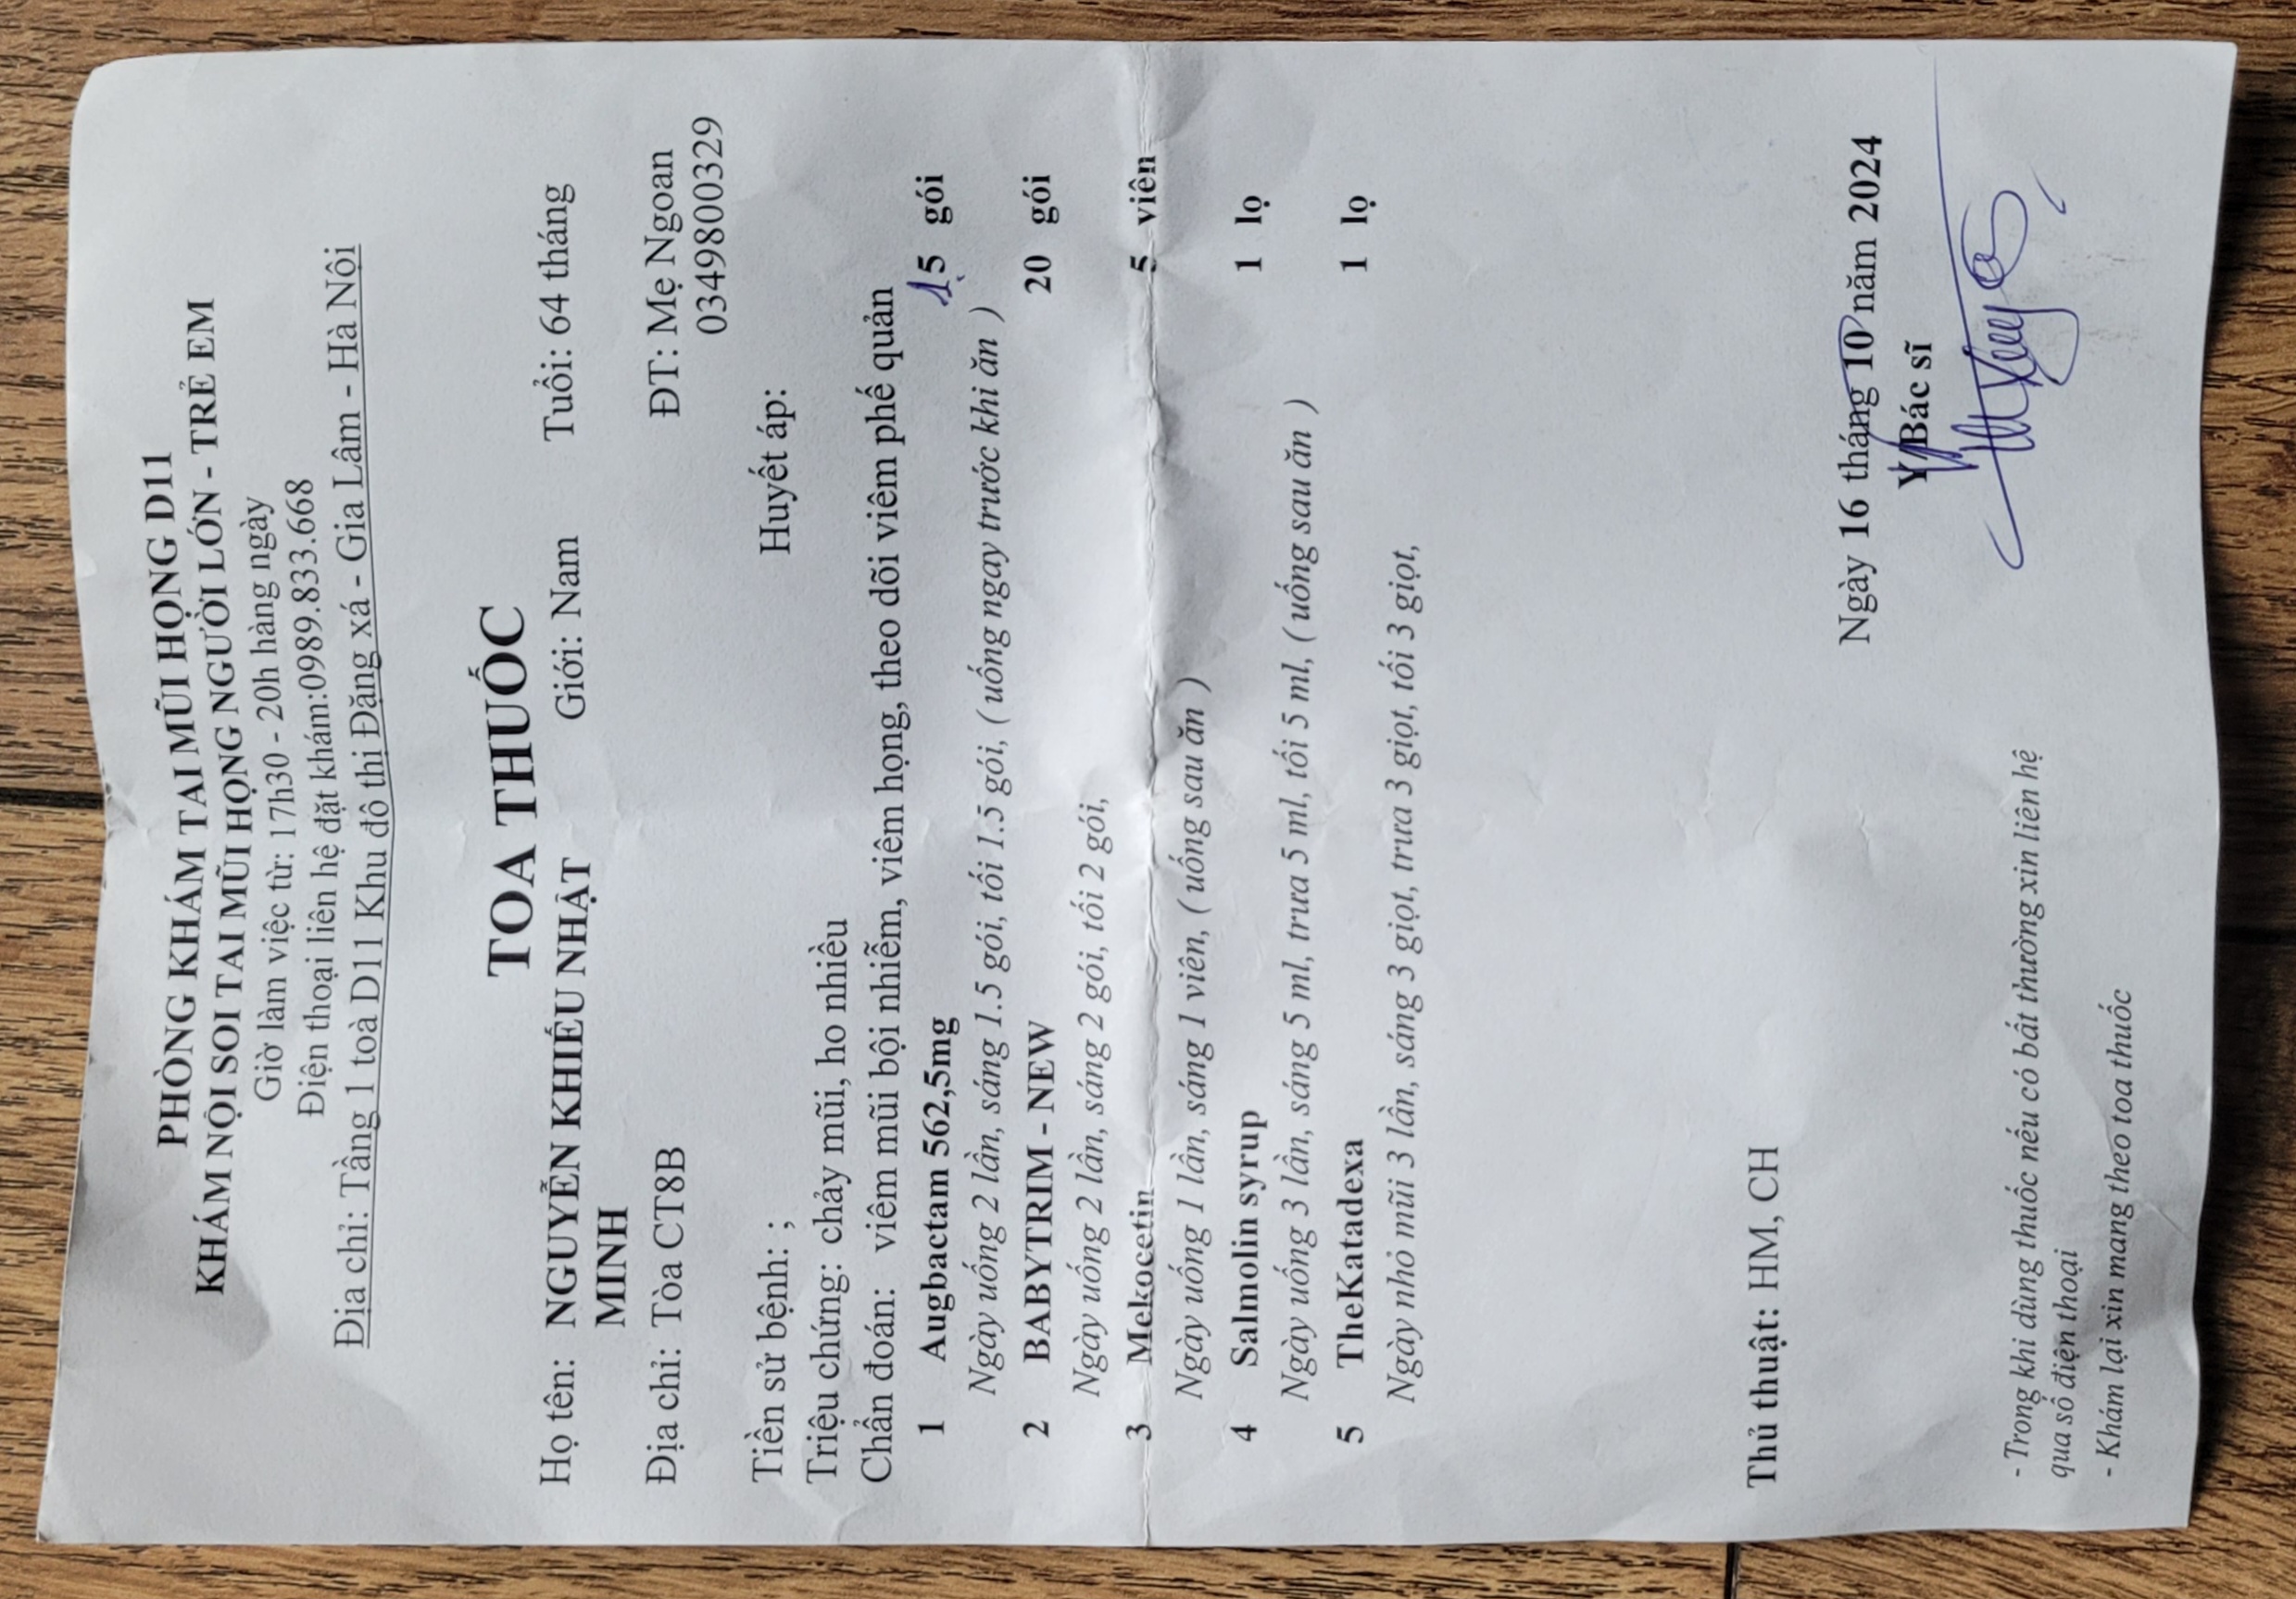 PHÒNG KHÁM TAI MŨI HỌNG D11
KHÁM NỘI SOI TAI MŨI HỌNG NGƯỜI LỚN - TRẺ EM
Giờ làm việc từ: 17h30 - 20h hàng ngày
Điện thoại liên hệ đặt khám:0989.833.668
Địa chỉ: Tầng 1 toà D11 Khu đô thị Đặng xá - Gia Lâm - Hà Nội
TOA THUỐC
Họ tên: NGUYỄN KHIẾU NHẬT MINH Giới: Nam Tuổi: 64 tháng
Địa chỉ: Tòa CT8B ĐT: Mẹ Ngoan
0349800329
Tiền sử bệnh: ; Huyết áp:
Triệu chứng: chảy mũi, ho nhiều
Chẩn đoán: viêm mũi bội nhiễm, viêm họng, theo dõi viêm phế quản
1 Augbactam 562,5mg 15 gói
Ngày uống 2 lần, sáng 1.5 gói, tối 1.5 gói, ( uống ngay trước khi ăn )
2 BABYTRIM - NEW 20 gói
Ngày uống 2 lần, sáng 2 gói, tối 2 gói,
3 Mekocetin 5 viên
Ngày uống 1 lần, sáng 1 viên, ( uống sau ăn )
4 Salmolin syrup 1 lọ
Ngày uống 3 lần, sáng 5 ml, trưa 5 ml, tối 5 ml, ( uống sau ăn )
5 TheKatadexa 1 lọ
Ngày nhỏ mũi 3 lần, sáng 3 giọt, trưa 3 giọt, tối 3 giọt,
Thủ thuật: HM, CH
Ngày 16 tháng 10 năm 2024
Y Bác sĩ
- Trong khi dùng thuốc nếu có bất thường xin liên hệ
qua số điện thoại
- Khám lại xin mang theo toa thuốc